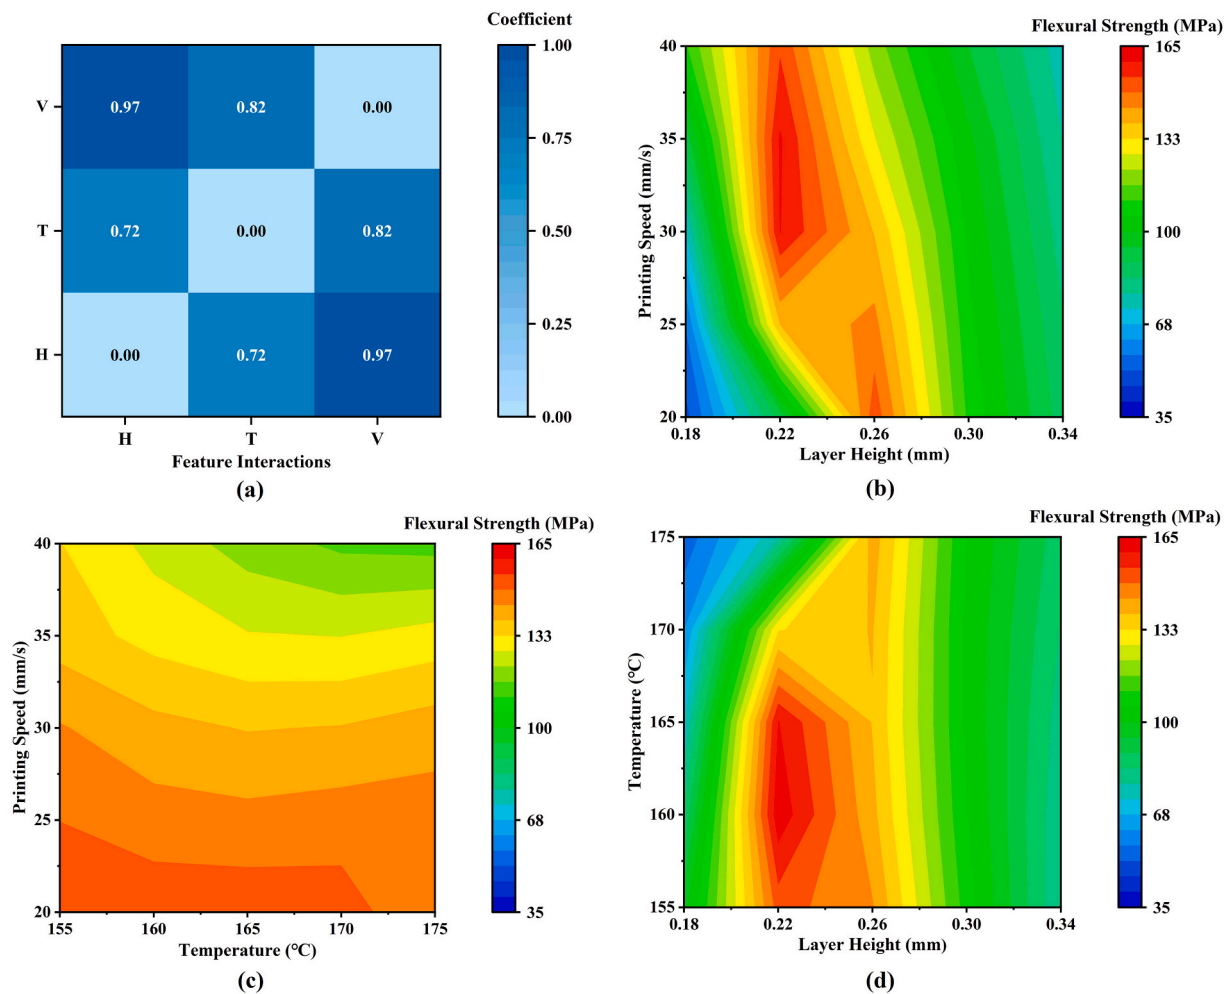 Coefficient
1.00
0.75
0.50
0.25
0.00
V
T
H
0.97 0.82 0.00
0.72 0.00 0.82
0.00 0.72 0.97
H T V
Feature Interactions
(a)
Flexural Strength (MPa)
165
133
100
68
35
Printing Speed (mm/s)
40
35
30
25
20
0.18 0.22 0.26 0.30 0.34
Layer Height (mm)
(b)
Flexural Strength (MPa)
165
133
100
68
35
Printing Speed (mm/s)
40
35
30
25
20
155 160 165 170 175
Temperature (℃)
(c)
Flexural Strength (MPa)
165
133
100
68
35
Temperature (℃)
175
170
165
160
155
0.18 0.22 0.26 0.30 0.34
Layer Height (mm)
(d)